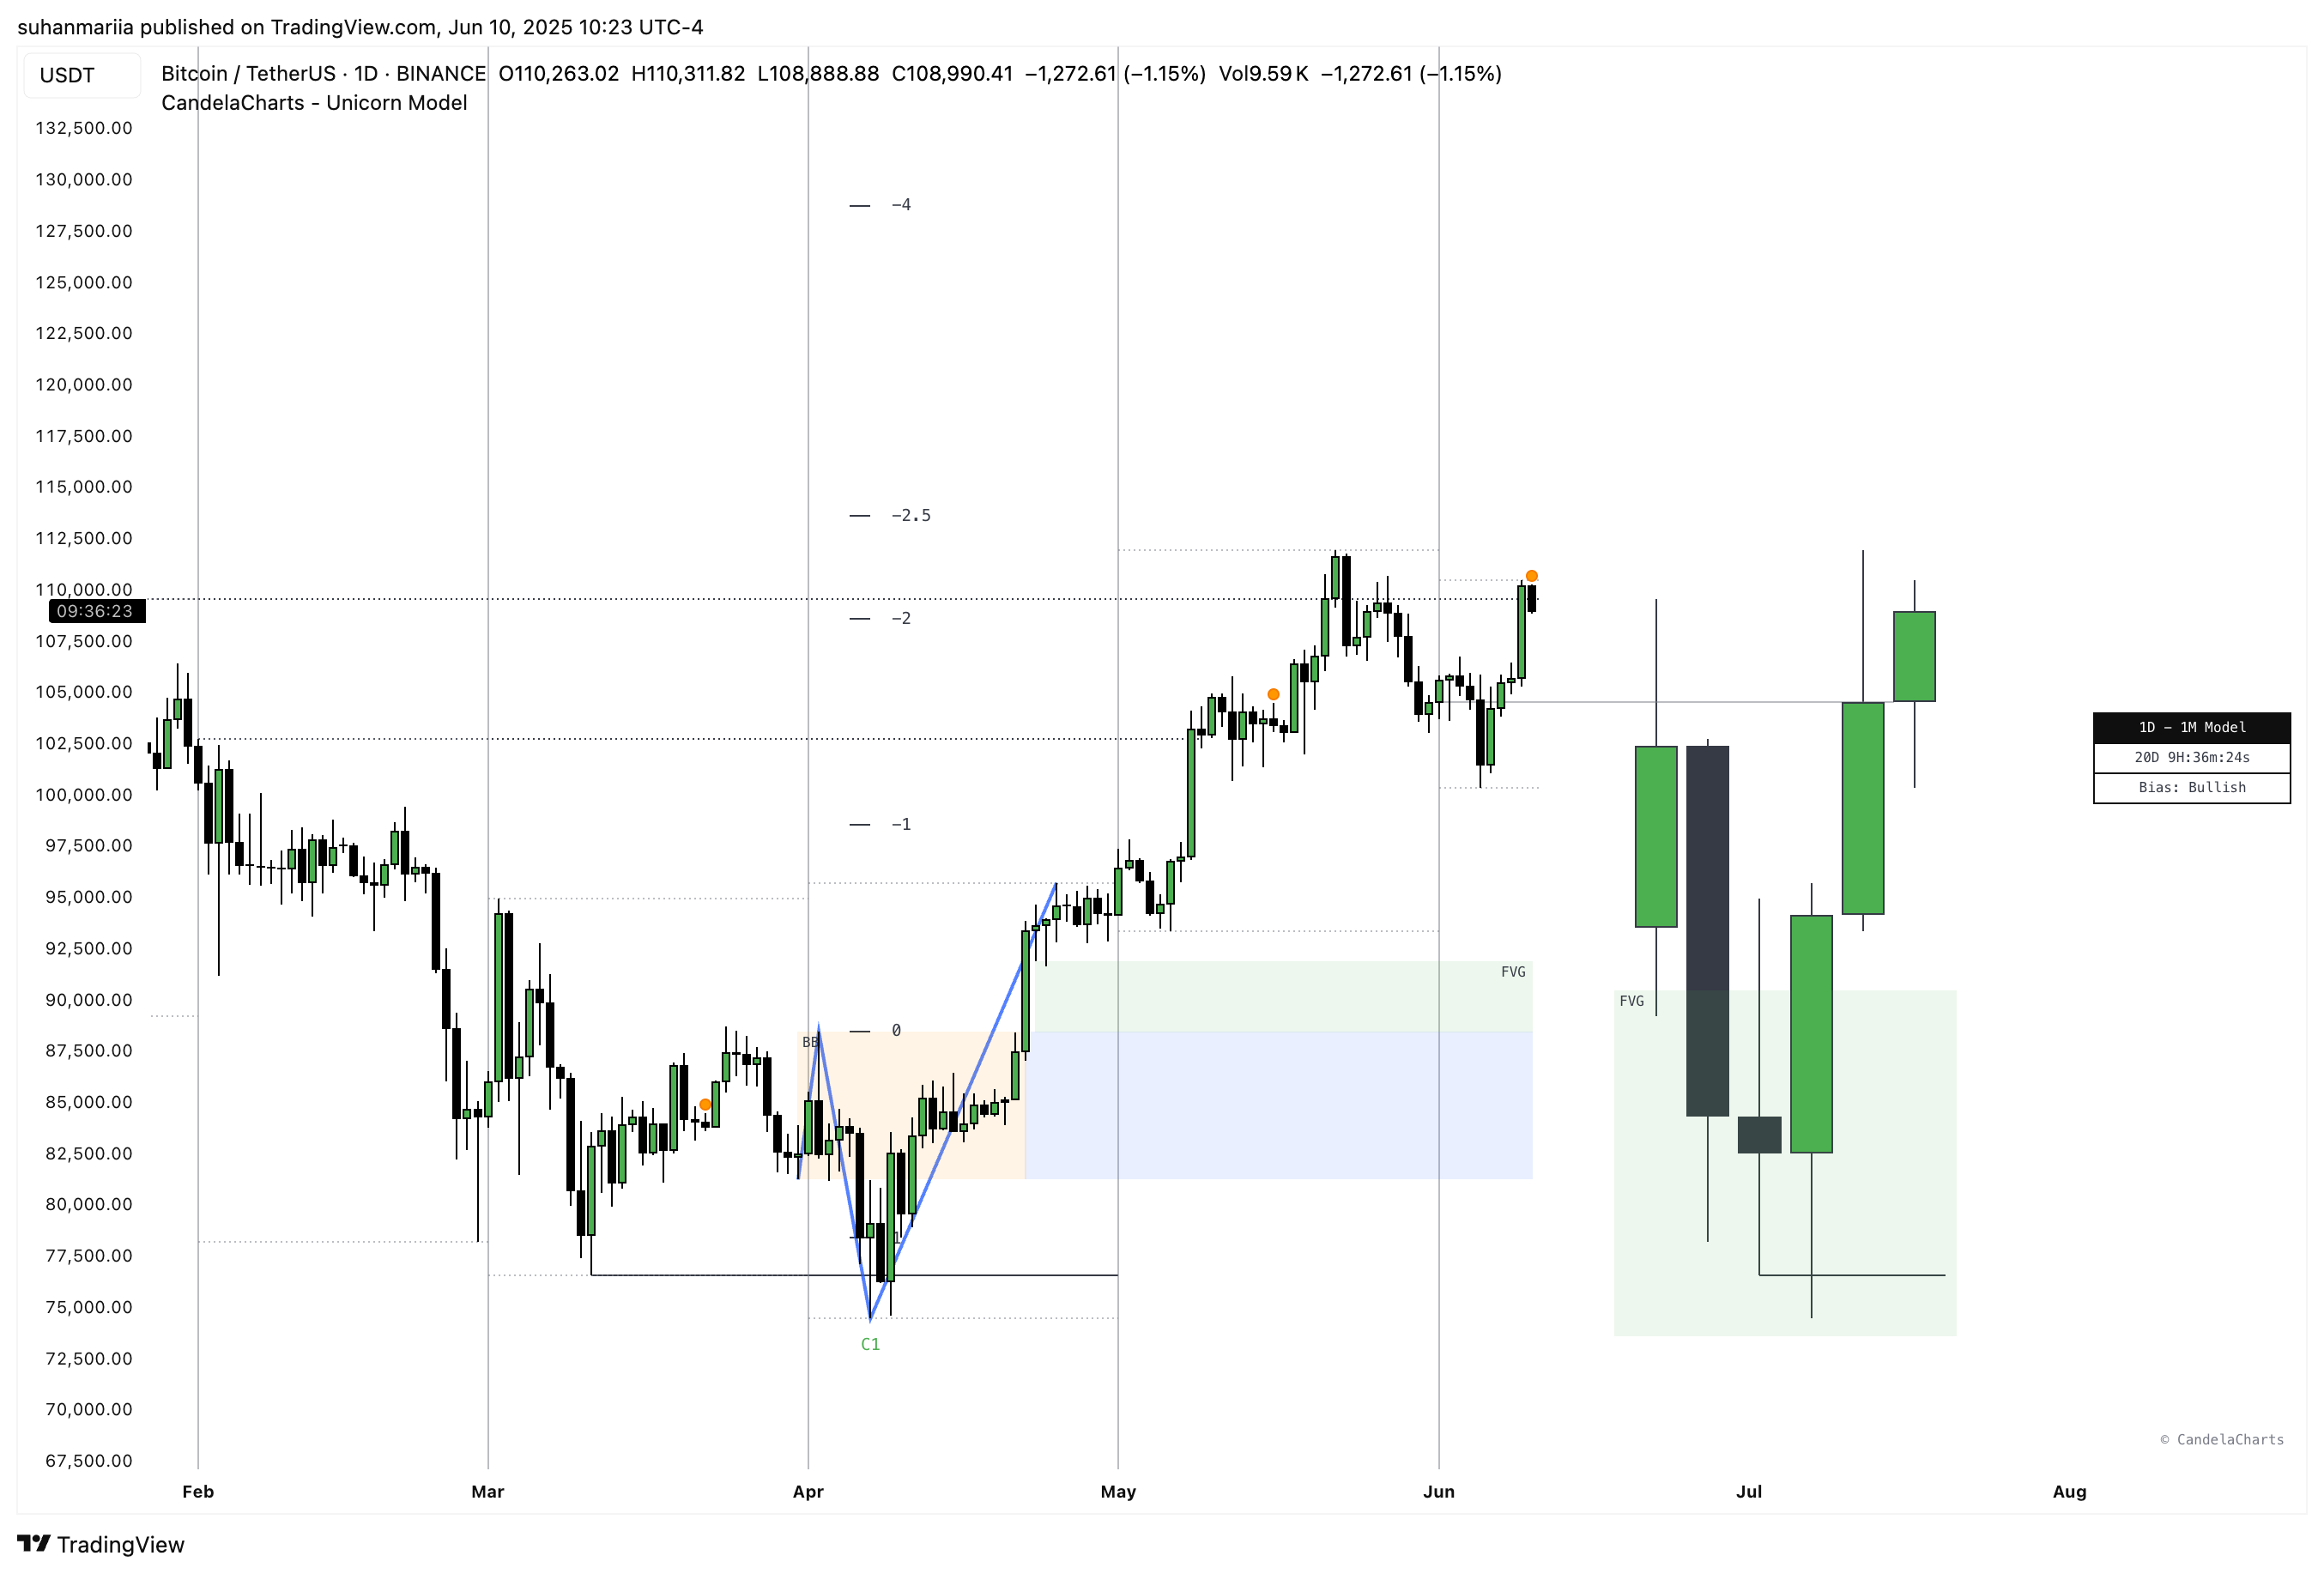 suhanmariia published on TradingView.com, Jun 10, 2025 10:23 UTC-4
USDT
Bitcoin / TetherUS · 1D · BINANCE O110,263.02 H110,311.82 L108,888.88 C108,990.41 −1,272.61 (−1.15%) Vol9.59 K −1,272.61 (−1.15%)
CandelaCharts - Unicorn Model
132,500.00
130,000.00
127,500.00
125,000.00
122,500.00
120,000.00
117,500.00
115,000.00
112,500.00
110,000.00
09:36:23
107,500.00
105,000.00
102,500.00
100,000.00
97,500.00
95,000.00
92,500.00
90,000.00
87,500.00
85,000.00
82,500.00
80,000.00
77,500.00
75,000.00
72,500.00
70,000.00
67,500.00
−4
−2.5
−2
−1
0
1
BB
C1
FVG
FVG
1D − 1M Model
20D 9H:36m:24s
Bias: Bullish
© CandelaCharts
Feb
Mar
Apr
May
Jun
Jul
Aug
TradingView